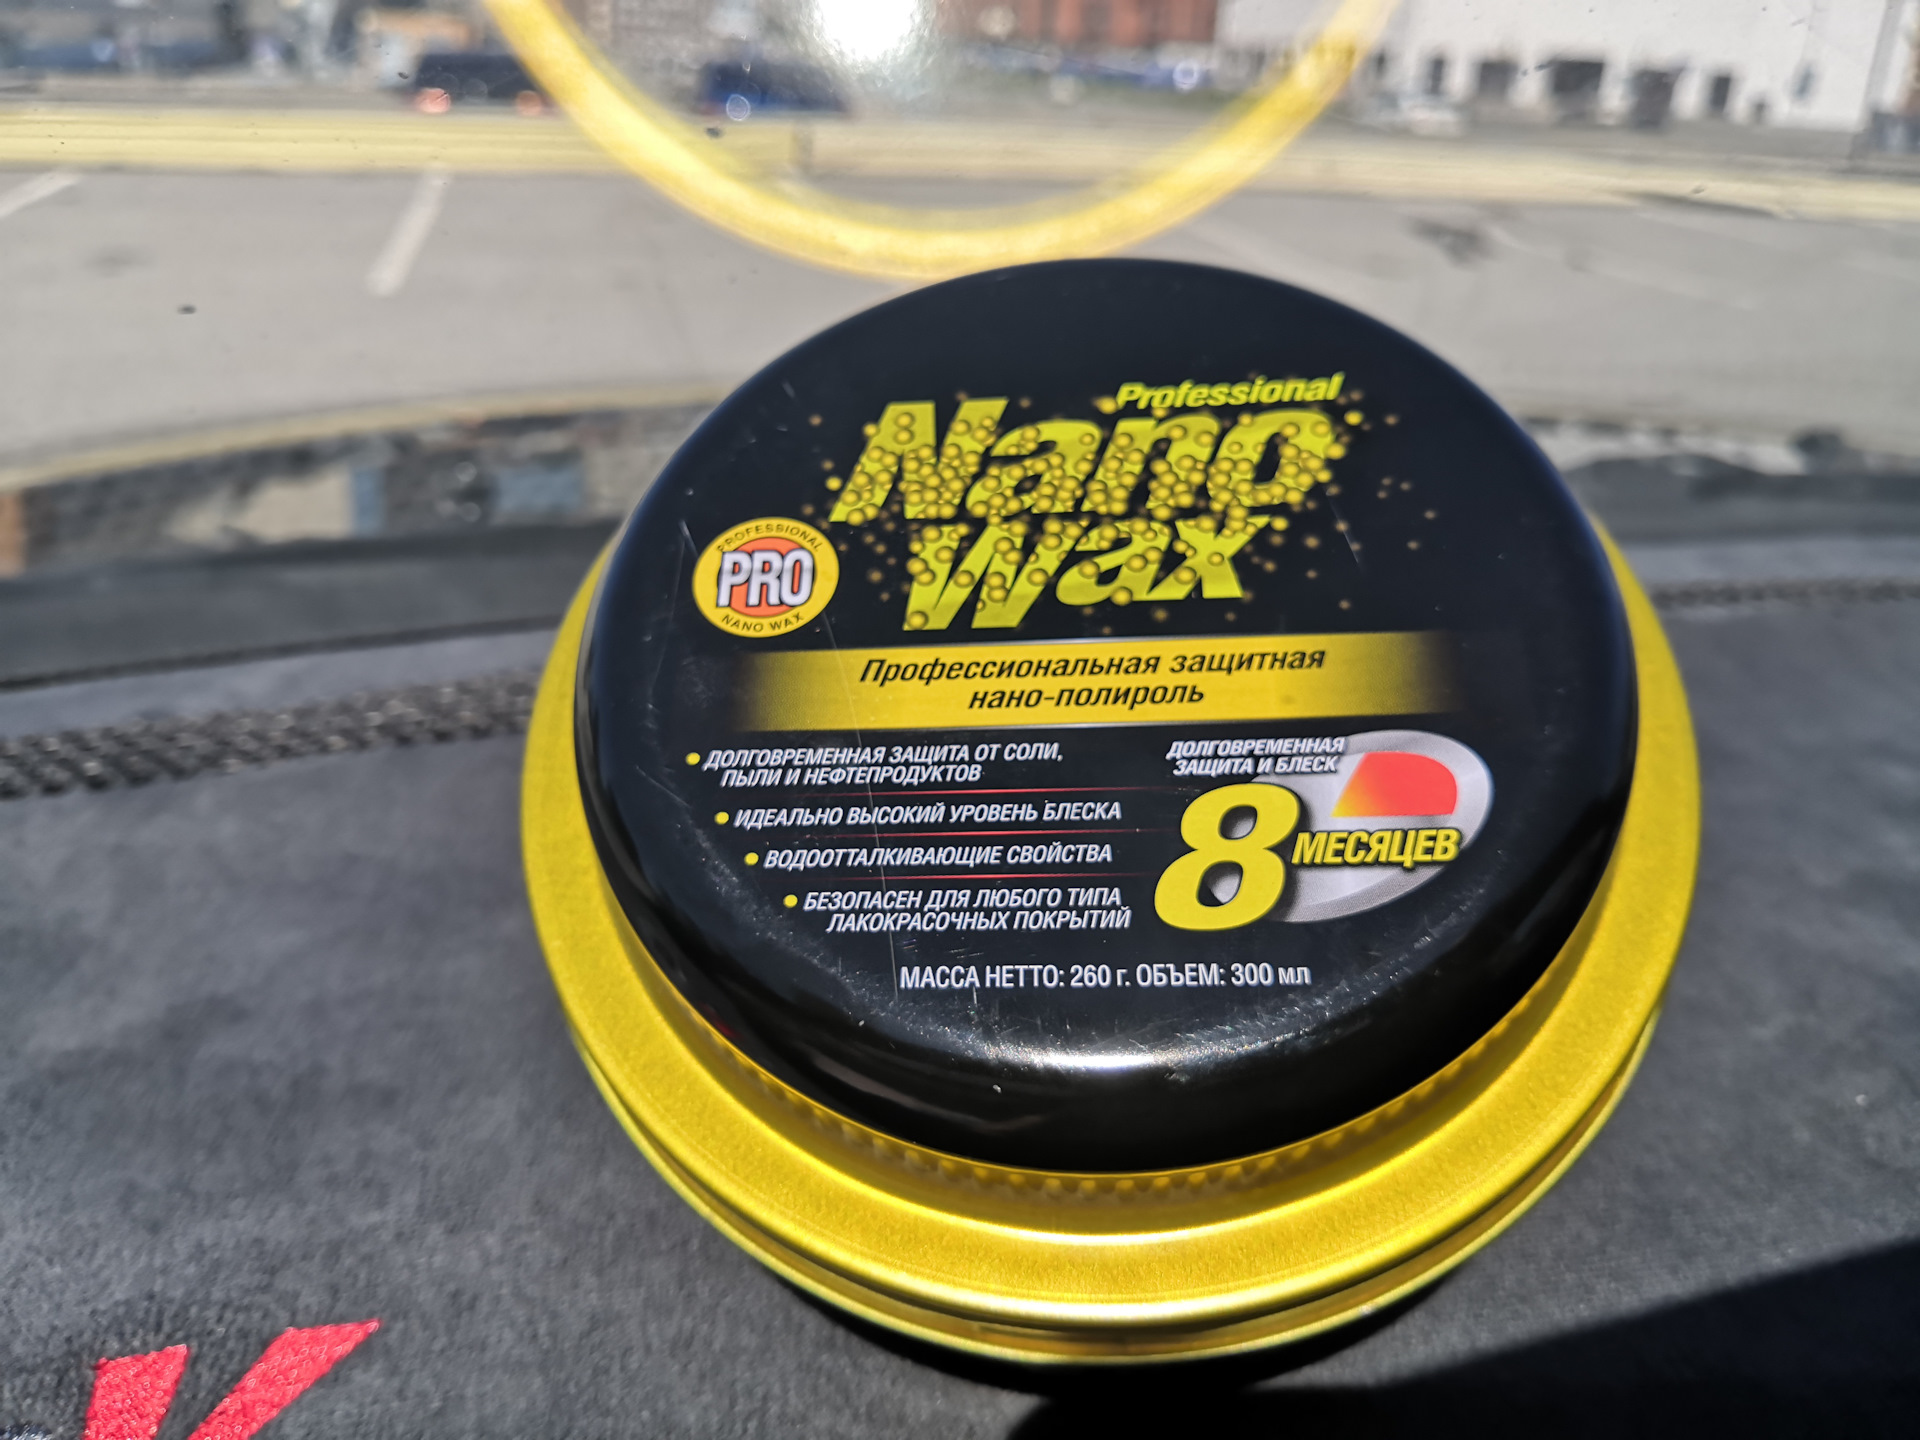 Professional
Nano
Wax
PROFESSIONAL
PRO
NANO WAX
Профессиональная защитная
нано-полироль
• ДОЛГОВРЕМЕННАЯ ЗАЩИТА ОТ СОЛИ,
ПЫЛИ И НЕФТЕПРОДУКТОВ
• ИДЕАЛЬНО ВЫСОКИЙ УРОВЕНЬ БЛЕСКА
• ВОДООТТАЛКИВАЮЩИЕ СВОЙСТВА
• БЕЗОПАСЕН ДЛЯ ЛЮБОГО ТИПА
ЛАКОКРАСОЧНЫХ ПОКРЫТИЙ
ДОЛГОВРЕМЕННАЯ
ЗАЩИТА И БЛЕСК
8 МЕСЯЦЕВ
МАССА НЕТТО: 260 г. ОБЪЕМ: 300 мл